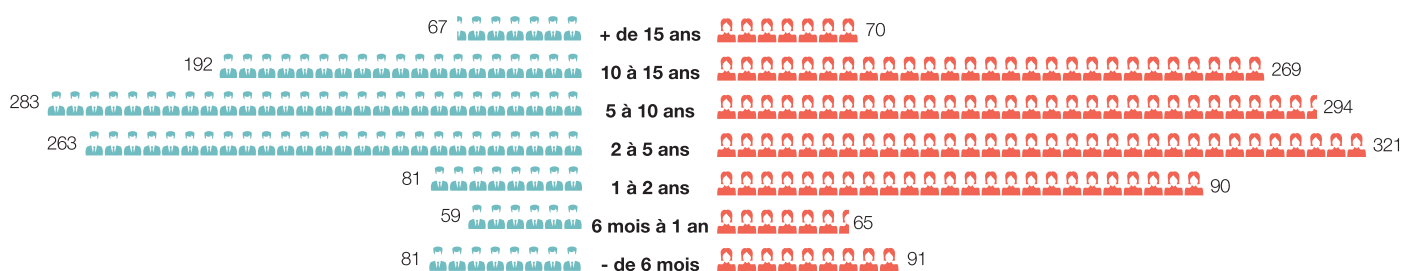 67 + de 15 ans 70
192 10 à 15 ans 269
283 5 à 10 ans 294
263 2 à 5 ans 321
81 1 à 2 ans 90
59 6 mois à 1 an 65
81 - de 6 mois 91